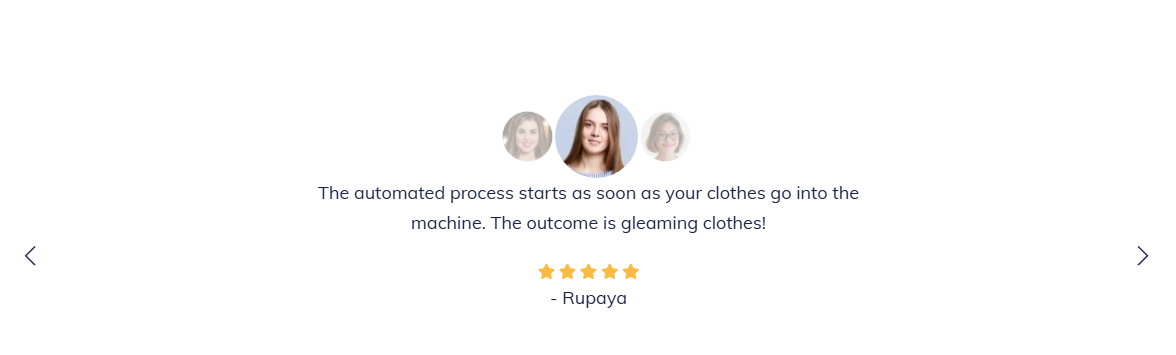 The automated process starts as soon as your clothes go into the
machine. The outcome is gleaming clothes!
- Rupaya